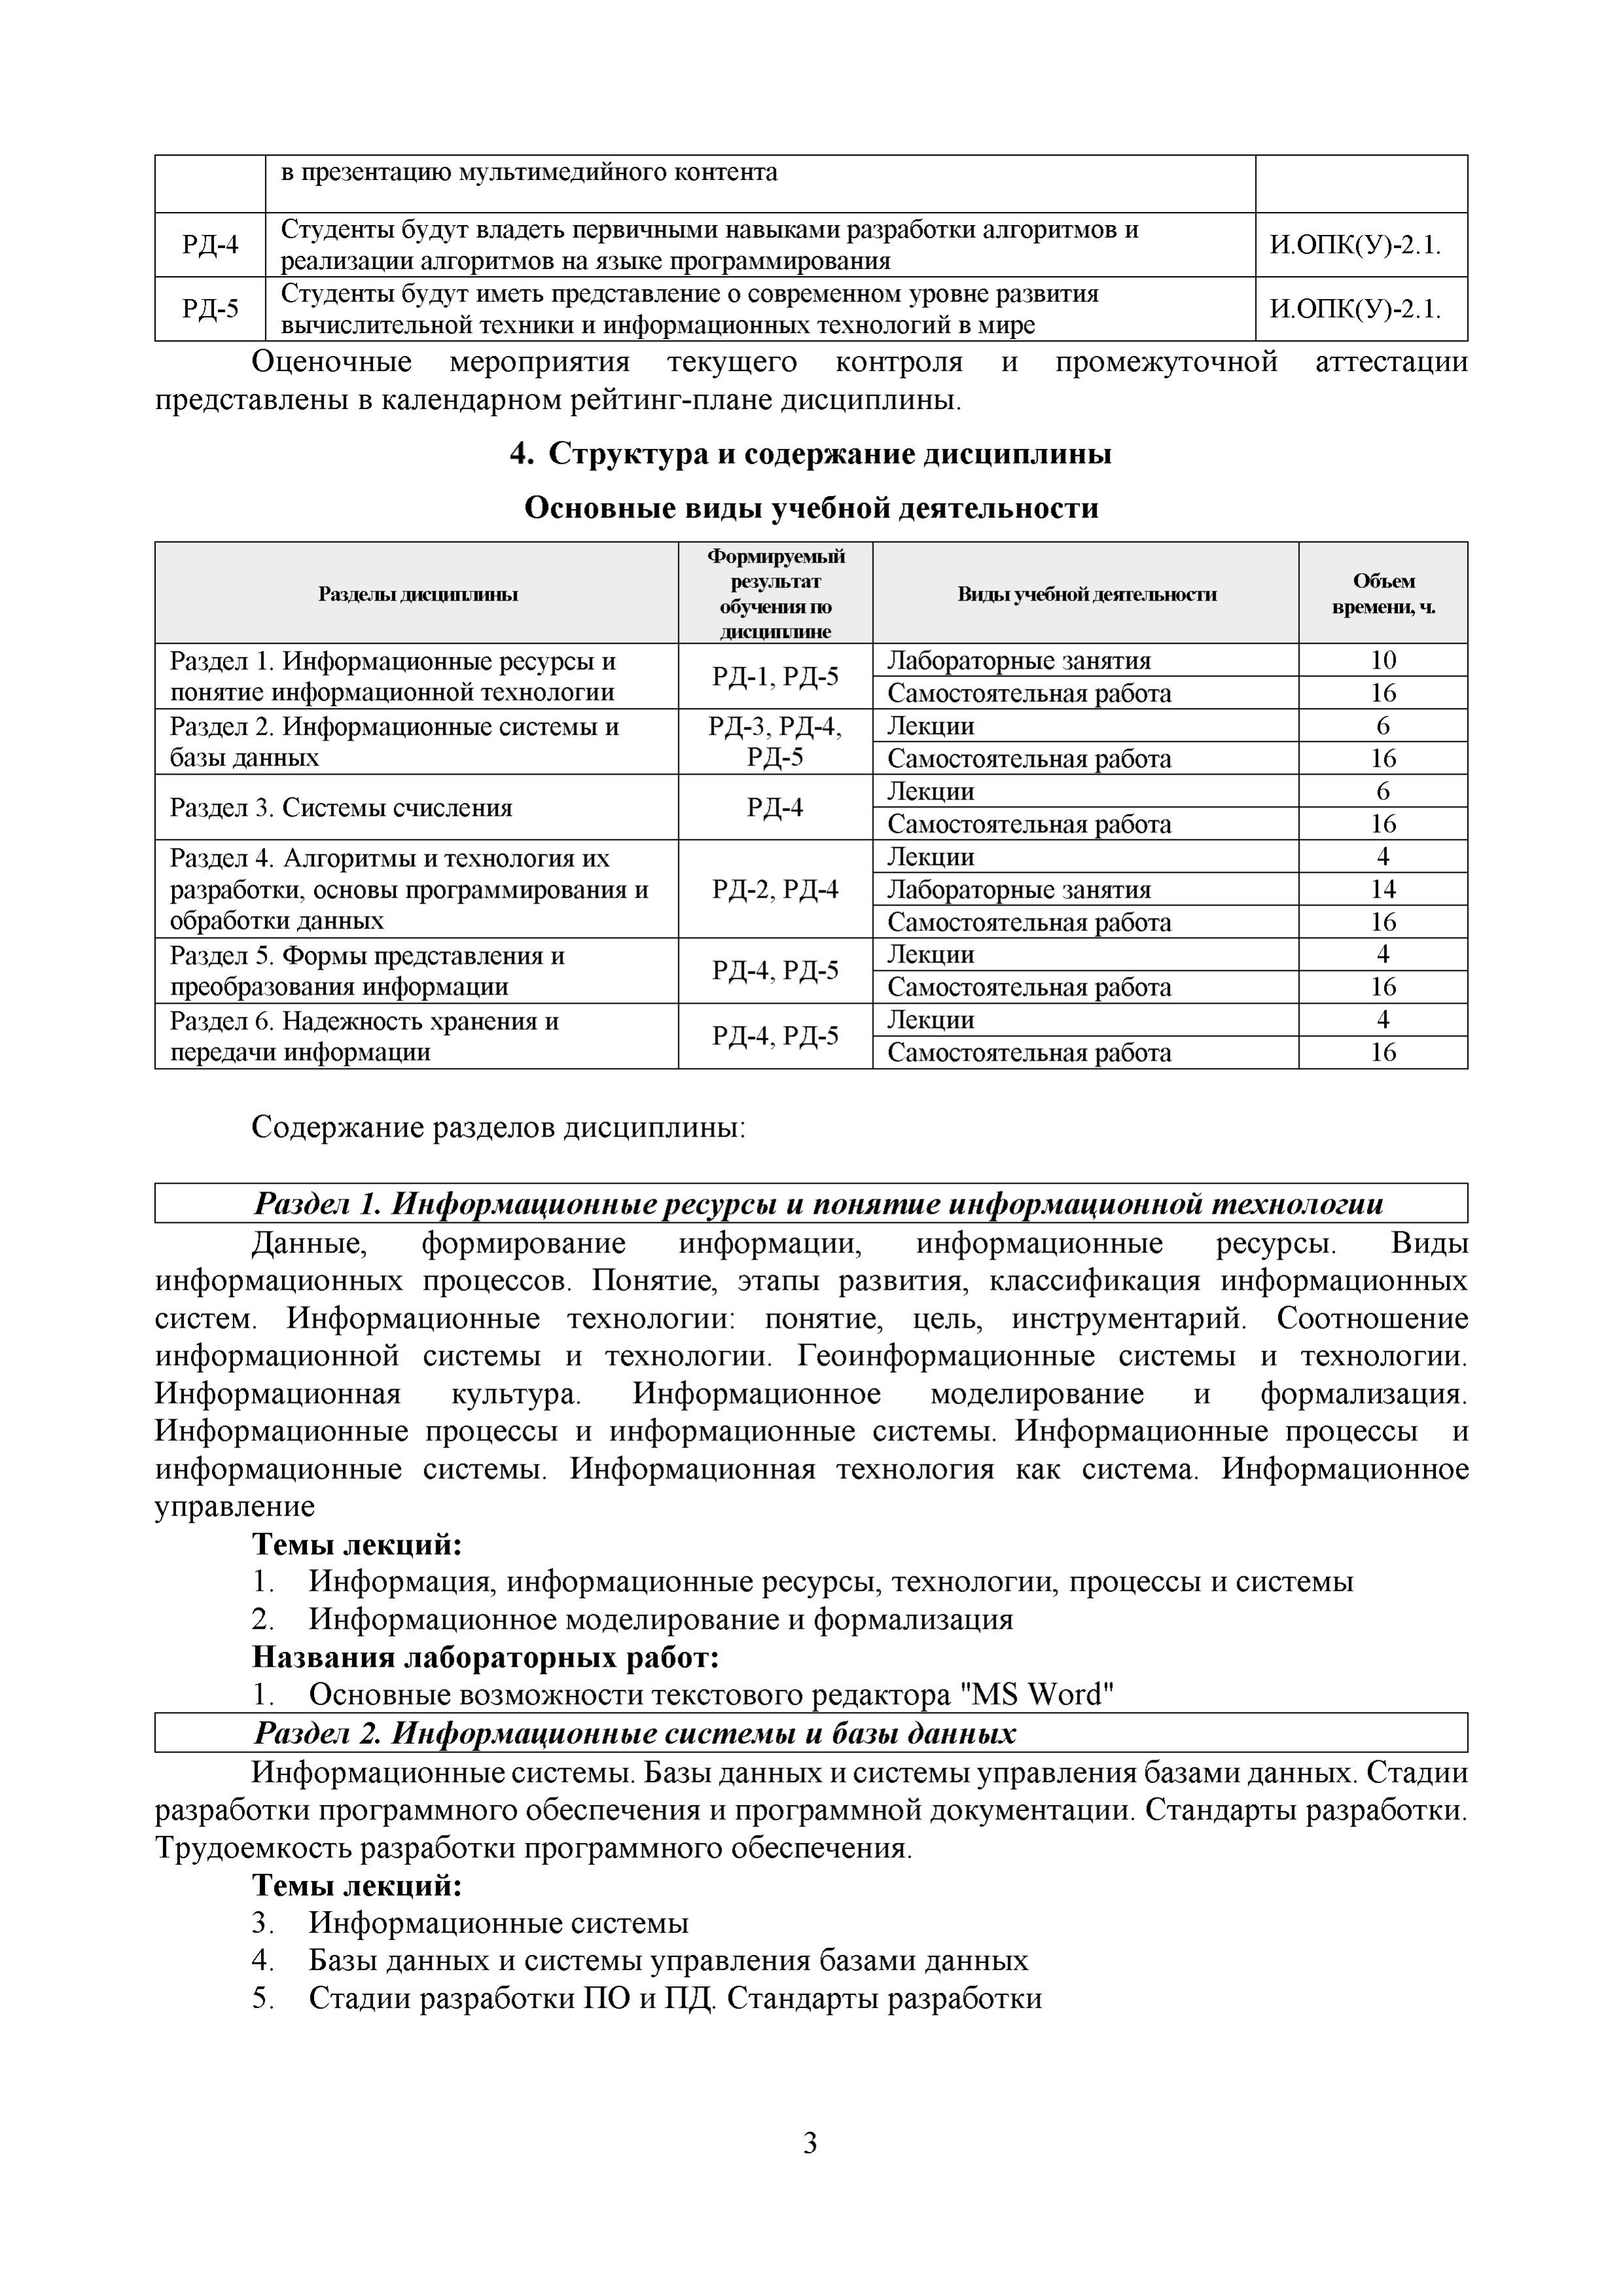 в презентацию мультимедийного контента
РД-4
Студенты будут владеть первичными навыками разработки алгоритмов и
реализации алгоритмов на языке программирования
И.ОПК(У)-2.1.
РД-5
Студенты будут иметь представление о современном уровне развития
вычислительной техники и информационных технологий в мире
И.ОПК(У)-2.1.
Оценочные мероприятия текущего контроля и промежуточной аттестации
представлены в календарном рейтинг-плане дисциплины.
4. Структура и содержание дисциплины
Основные виды учебной деятельности
Разделы дисциплины
Формируемый
результат
обучения по
дисциплине
Виды учебной деятельности
Объем
времени, ч.
Раздел 1. Информационные ресурсы и
понятие информационной технологии
РД-1, РД-5
Лабораторные занятия
10
Самостоятельная работа
16
Раздел 2. Информационные системы и
базы данных
РД-3, РД-4,
РД-5
Лекции
6
Самостоятельная работа
16
Раздел 3. Системы счисления
РД-4
Лекции
6
Самостоятельная работа
16
Раздел 4. Алгоритмы и технология их
разработки, основы программирования и
обработки данных
РД-2, РД-4
Лекции
4
Лабораторные занятия
14
Самостоятельная работа
16
Раздел 5. Формы представления и
преобразования информации
РД-4, РД-5
Лекции
4
Самостоятельная работа
16
Раздел 6. Надежность хранения и
передачи информации
РД-4, РД-5
Лекции
4
Самостоятельная работа
16
Содержание разделов дисциплины:
Раздел 1. Информационные ресурсы и понятие информационной технологии
Данные, формирование информации, информационные ресурсы. Виды
информационных процессов. Понятие, этапы развития, классификация информационных
систем. Информационные технологии: понятие, цель, инструментарий. Соотношение
информационной системы и технологии. Геоинформационные системы и технологии.
Информационная культура. Информационное моделирование и формализация.
Информационные процессы и информационные системы. Информационные процессы и
информационные системы. Информационная технология как система. Информационное
управление
Темы лекций:
1. Информация, информационные ресурсы, технологии, процессы и системы
2. Информационное моделирование и формализация
Названия лабораторных работ:
1. Основные возможности текстового редактора "MS Word"
Раздел 2. Информационные системы и базы данных
Информационные системы. Базы данных и системы управления базами данных. Стадии
разработки программного обеспечения и программной документации. Стандарты разработки.
Трудоемкость разработки программного обеспечения.
Темы лекций:
3. Информационные системы
4. Базы данных и системы управления базами данных
5. Стадии разработки ПО и ПД. Стандарты разработки
3